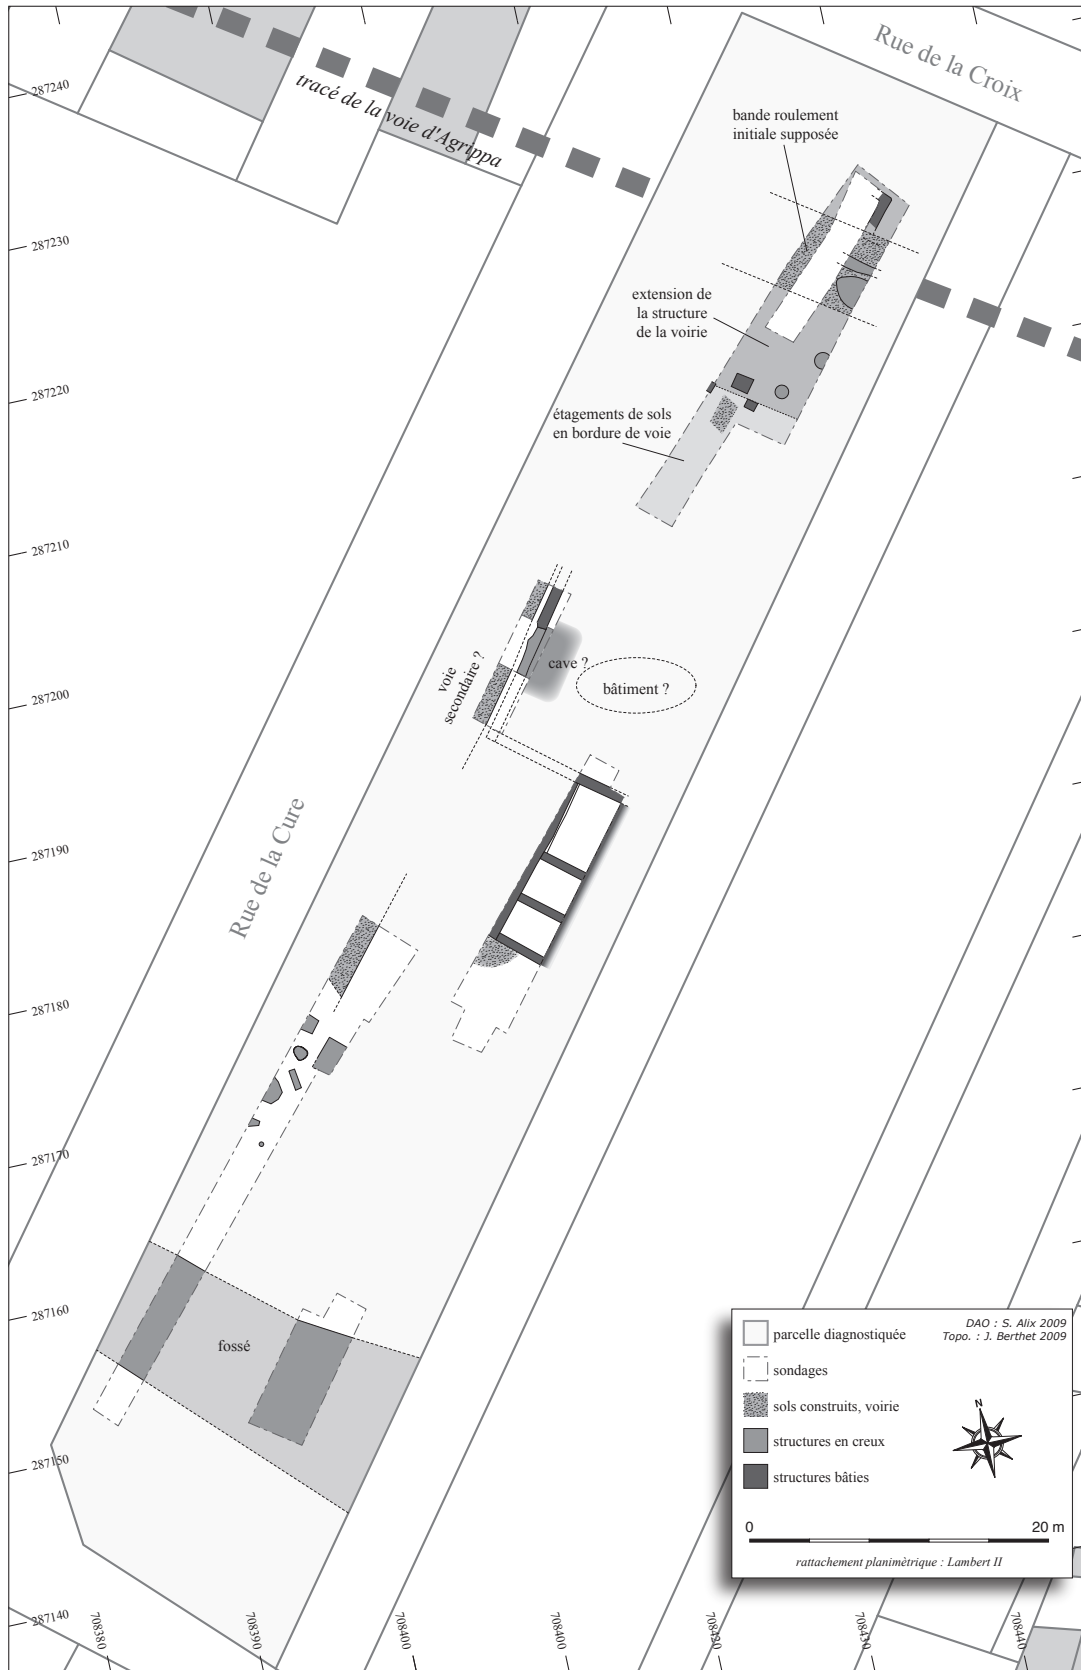 Rue de la Croix
287240
tracé de la voie d'Agrippa
bande roulement
initiale supposée
287230
extension de
la structure
de la voirie
287220
étagements de sols
en bordure de voie
287210
voie
secondaire ?
cave ?
bâtiment ?
287200
Rue de la Cure
287190
287180
287170
287160
fossé
287150
287140
708380
708390
708400
708400
708420
708430
708440
parcelle diagnostiquée
DAO : S. Alix 2009
Topo. : J. Berthet 2009
sondages
sols construits, voirie
N
structures en creux
structures bâties
0 20 m
rattachement planimètrique : Lambert II